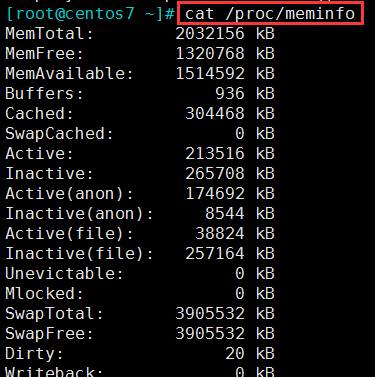 [root@centos7 ~]# cat /proc/meminfo
MemTotal: 2032156 kB
MemFree: 1320768 kB
MemAvailable: 1514592 kB
Buffers: 936 kB
Cached: 304468 kB
SwapCached: 0 kB
Active: 213516 kB
Inactive: 265708 kB
Active(anon): 174692 kB
Inactive(anon): 8544 kB
Active(file): 38824 kB
Inactive(file): 257164 kB
Unevictable: 0 kB
Mlocked: 0 kB
SwapTotal: 3905532 kB
SwapFree: 3905532 kB
Dirty: 20 kB
Writeback: 0 kB